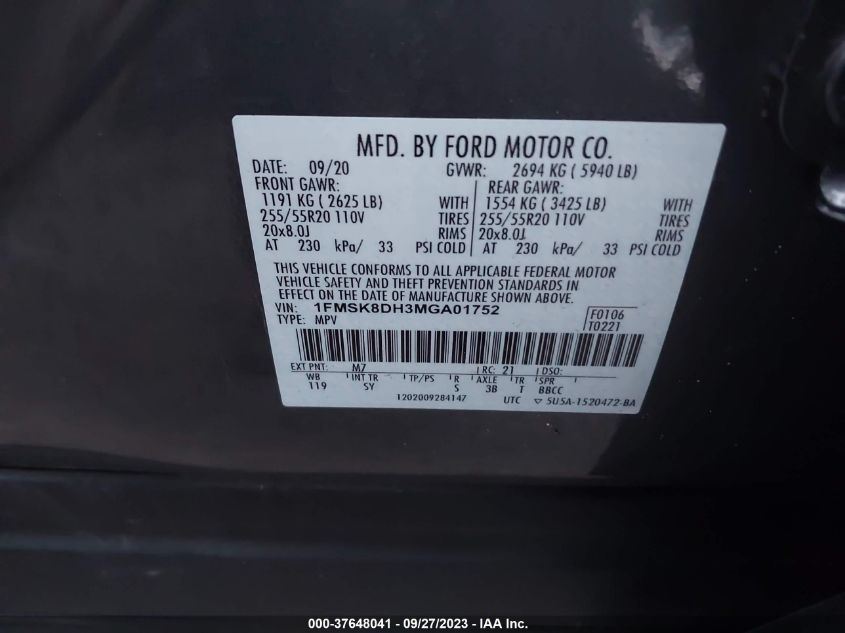 MFD. BY FORD MOTOR CO.
DATE: 09/20 GVWR: 2694 KG ( 5940 LB)
FRONT GAWR: REAR GAWR:
1191 KG ( 2625 LB) WITH 1554 KG ( 3425 LB) WITH
255/55R20 110V TIRES 255/55R20 110V TIRES
20x8.0J RIMS 20x8.0J RIMS
AT 230 kPa/ 33 PSI COLD AT 230 kPa/ 33 PSI COLD
THIS VEHICLE CONFORMS TO ALL APPLICABLE FEDERAL MOTOR
VEHICLE SAFETY AND THEFT PREVENTION STANDARDS IN
EFFECT ON THE DATE OF MANUFACTURE SHOWN ABOVE.
VIN: 1FMSK8DH3MGA01752 F0106
TYPE: MPV T0221
EXT PNT: M7 RC: 21 DSO:
WB INT TR TP/PS R AXLE TR SPR
119 SY S 3B T BBCC
1202009284147 UTC ▽ 5U5A-1520472-BA
000-37648041 - 09/27/2023 - IAA Inc.